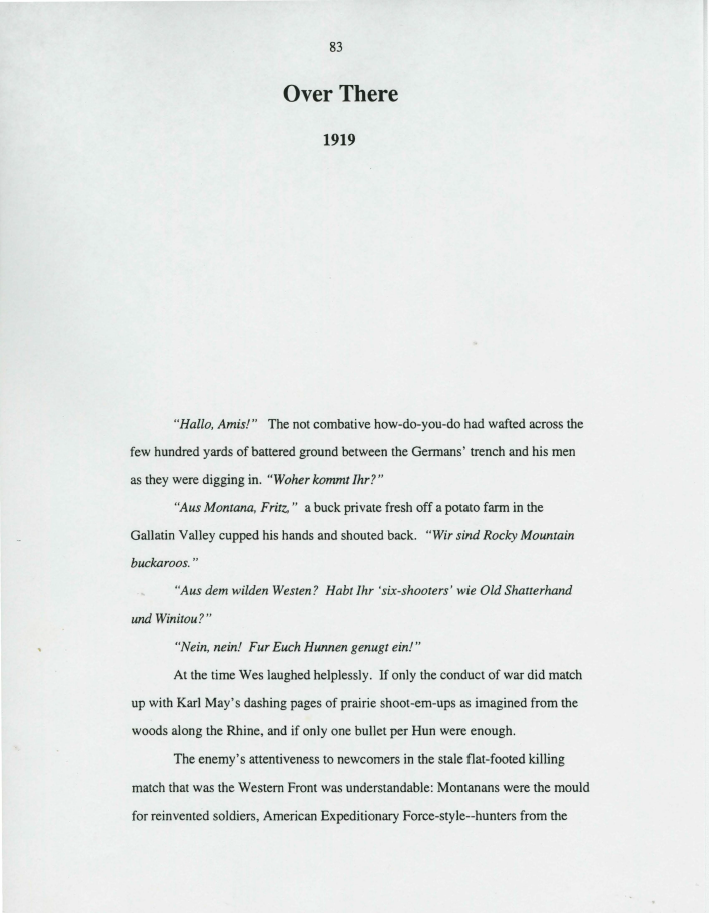 83
Over There
1919
"Hallo, Amis!" The not combative how-do-you-do had wafted across the
few hundred yards of battered ground between the Germans' trench and his men
as they were digging in. "Woher kommt Ihr?"
"Aus Montana, Fritz," a buck private fresh off a potato farm in the
Gallatin Valley cupped his hands and shouted back. "Wir sind Rocky Mountain
buckaroos."
"Aus dem wilden Westen? Habt Ihr 'six-shooters' wie Old Shatterhand
und Winitou?"
"Nein, nein! Fur Euch Hunnen genugt ein!"
At the time Wes laughed helplessly. If only the conduct of war did match
up with Karl May's dashing pages of prairie shoot-em-ups as imagined from the
woods along the Rhine, and if only one bullet per Hun were enough.
The enemy's attentiveness to newcomers in the stale flat-footed killing
match that was the Western Front was understandable: Montanans were the mould
for reinvented soldiers, American Expeditionary Force-style--hunters from the